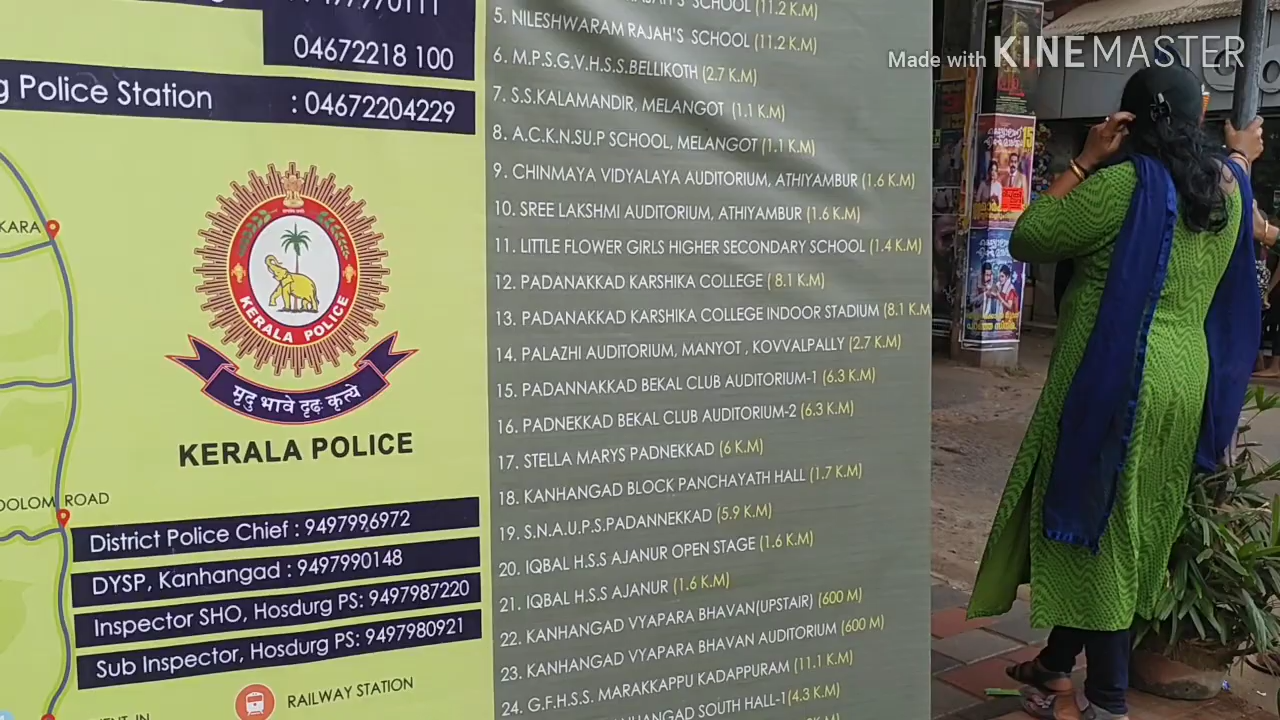 04672218 100
Police Station : 04672204229
KERALA POLICE
मृदु भावे दृढः कृत्ये
KERALA POLICE
ROAD
District Police Chief : 9497996972
DYSP, Kanhangad : 9497990148
Inspector SHO, Hosdurg PS: 9497987220
Sub Inspector, Hosdurg PS: 9497980921
RAILWAY STATION
SCHOOL (11.2 K.M)
5. NILESHWARAM RAJAH'S SCHOOL (11.2 K.M)
6. M.P.S.G.V.H.S.S.BELLIKOTH (2.7 K.M)
7. S.S.KALAMANDIR, MELANGOT (1.1 K.M)
8. A.C.K.N.SU.P SCHOOL, MELANGOT (1.1 K.M)
9. CHINMAYA VIDYALAYA AUDITORIUM, ATHIYAMBUR (1.6 K.M)
10. SREE LAKSHMI AUDITORIUM, ATHIYAMBUR (1.6 K.M)
11. LITTLE FLOWER GIRLS HIGHER SECONDARY SCHOOL (1.4 K.M)
12. PADANAKKAD KARSHIKA COLLEGE ( 8.1 K.M)
13. PADANAKKAD KARSHIKA COLLEGE INDOOR STADIUM (8.1 K.M
14. PALAZHI AUDITORIUM, MANYOT , KOVVALPALLY (2.7 K.M)
15. PADANNAKKAD BEKAL CLUB AUDITORIUM-1 (6.3 K.M)
16. PADNEKKAD BEKAL CLUB AUDITORIUM-2 (6.3 K.M)
17. STELLA MARYS PADNEKKAD (6 K.M)
18. KANHANGAD BLOCK PANCHAYATH HALL (1.7 K.M)
19. S.N.A.U.P.S.PADANNEKKAD (5.9 K.M)
20. IQBAL H.S.S AJANUR OPEN STAGE (1.6 K.M)
21. IQBAL H.S.S AJANUR (1.6 K.M)
22. KANHANGAD VYAPARA BHAVAN(UPSTAIR) (600 M)
23. KANHANGAD VYAPARA BHAVAN AUDITORIUM (600 M)
24. G.F.H.S.S. MARAKKAPPU KADAPPURAM (11.1 K.M)
SOUTH HALL-1(4.3 K.M)
Made with KINEMASTER
15